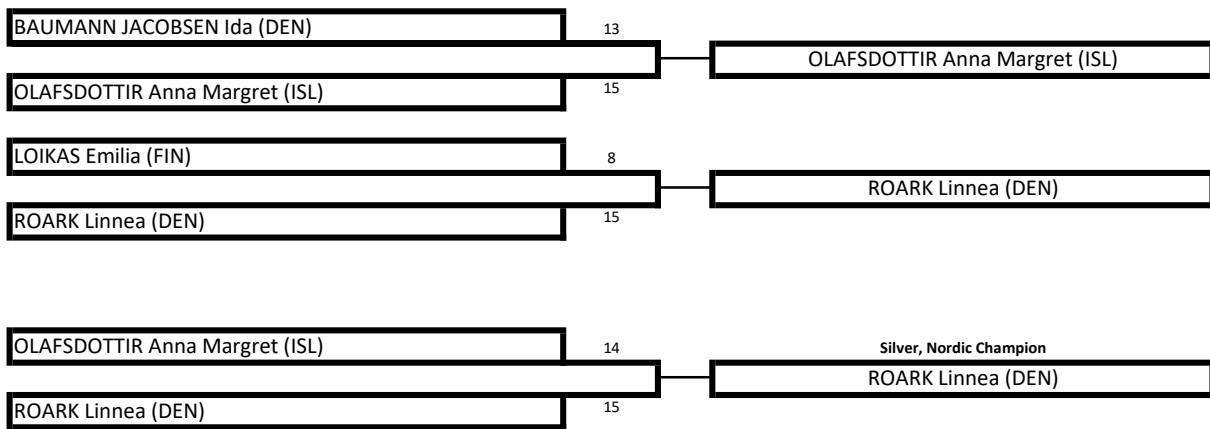 BAUMANN JACOBSEN Ida (DEN) 13
OLAFSDOTTIR Anna Margret (ISL)
OLAFSDOTTIR Anna Margret (ISL) 15
LOIKAS Emilia (FIN) 8
ROARK Linnea (DEN)
ROARK Linnea (DEN) 15
OLAFSDOTTIR Anna Margret (ISL) 14 Silver, Nordic Champion
ROARK Linnea (DEN)
ROARK Linnea (DEN) 15